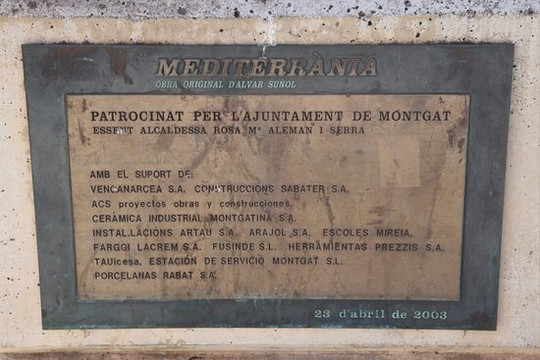 MEDITERRÀNIA
OBRA ORIGINAL D'ALVAR SUÑOL
PATROCINAT PER L'AJUNTAMENT DE MONTGAT
ESSENT ALCALDESSA ROSA Mª ALEMAN I SERRA
AMB EL SUPORT DE:
VENCANARCEA S.A. CONSTRUCCIONS SABATER S.A.
ACS proyectos obras y construcciones,
CERÀMICA INDUSTRIAL MONTGATINA S.A.
INSTAL.LACIONS ARTAU S.A. ARAJOL S.A. ESCOLES MIREIA,
FARGGI LACREM S.A. FUSINDE S.L. HERRAMIENTAS PREZZIS S.A.
TAUicesa, ESTACIÓN DE SERVICIO MONTGAT S.L.
PORCELANAS RABAT S.A.
23 d'abril de 2003